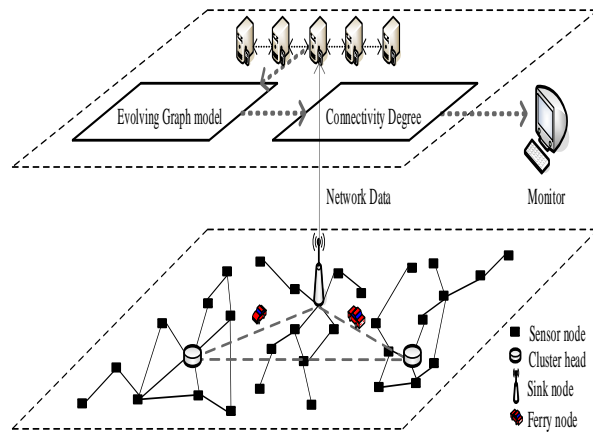 Evolving Graph model
Connectivity Degree
Network Data
Monitor
Sensor node
Cluster head
Sink node
Ferry node